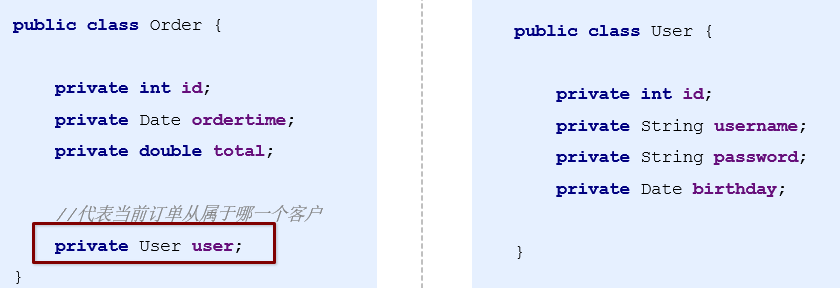 public class Order {
private int id;
private Date ordertime;
private double total;
//代表当前订单从属于哪一个客户
private User user;
}
public class User {
private int id;
private String username;
private String password;
private Date birthday;
}